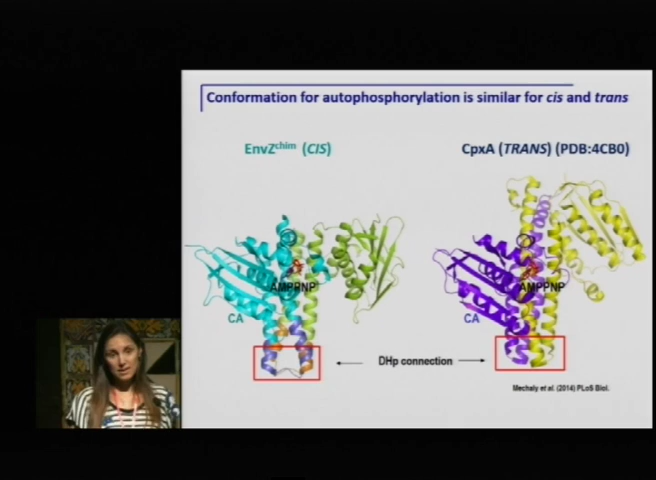 Conformation for autophosphorylation is similar for cis and trans
EnvZchim (CIS)
CpxA (TRANS) (PDB:4CB0)
AMPPNP
AMPPNP
CA
CA
DHp connection
Mechaly et al. (2014) PLoS Biol.